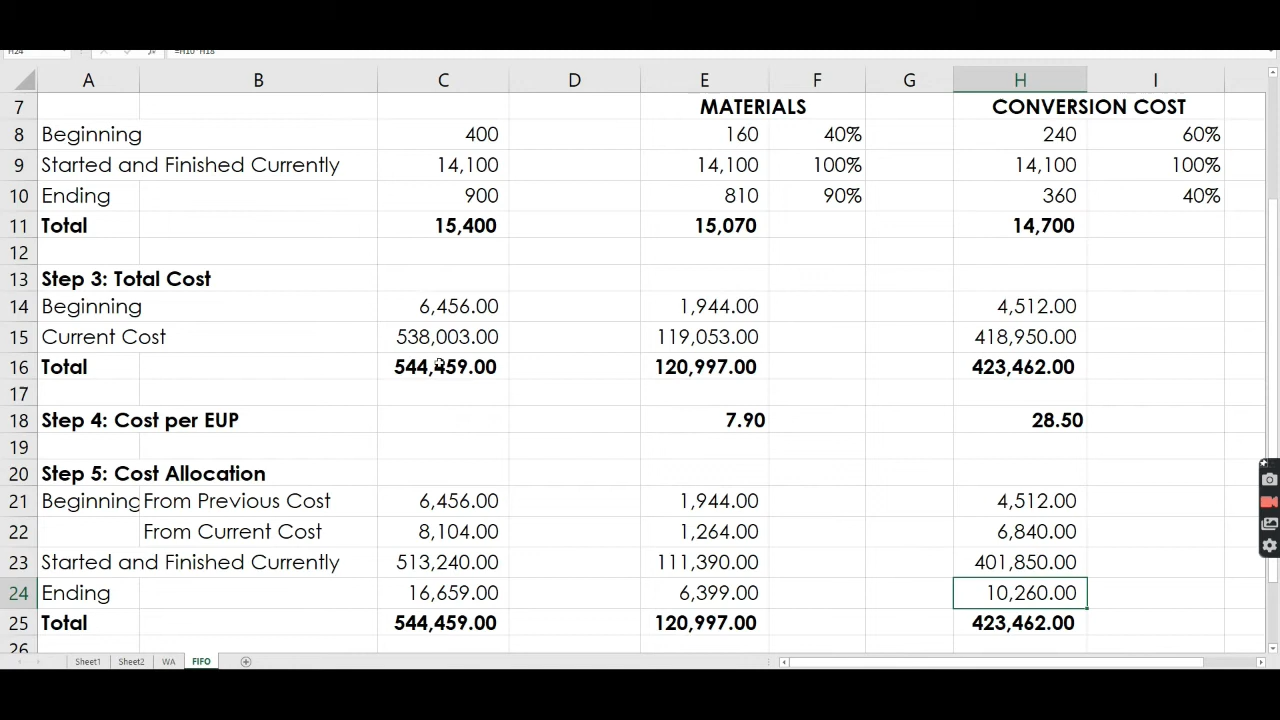 H24 =H10*H18
A B C D E F G H I
7 MATERIALS CONVERSION COST
8 Beginning 400 160 40% 240 60%
9 Started and Finished Currently 14,100 14,100 100% 14,100 100%
10 Ending 900 810 90% 360 40%
11 Total 15,400 15,070 14,700
12
13 Step 3: Total Cost
14 Beginning 6,456.00 1,944.00 4,512.00
15 Current Cost 538,003.00 119,053.00 418,950.00
16 Total 544,459.00 120,997.00 423,462.00
17
18 Step 4: Cost per EUP 7.90 28.50
19
20 Step 5: Cost Allocation
21 Beginning From Previous Cost 6,456.00 1,944.00 4,512.00
22 From Current Cost 8,104.00 1,264.00 6,840.00
23 Started and Finished Currently 513,240.00 111,390.00 401,850.00
24 Ending 16,659.00 6,399.00 10,260.00
25 Total 544,459.00 120,997.00 423,462.00
26
Sheet1 Sheet2 WA FIFO